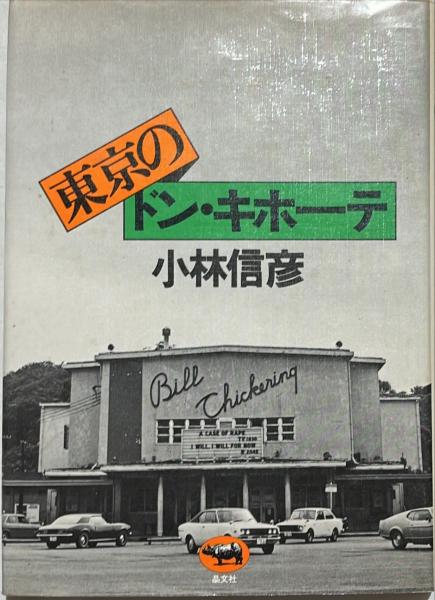 東京の
ドン・キホーテ
小林信彦
Bill
Chickering
A CASE OF RAPE
I WILL, I WILL FOR NOW
晶文社